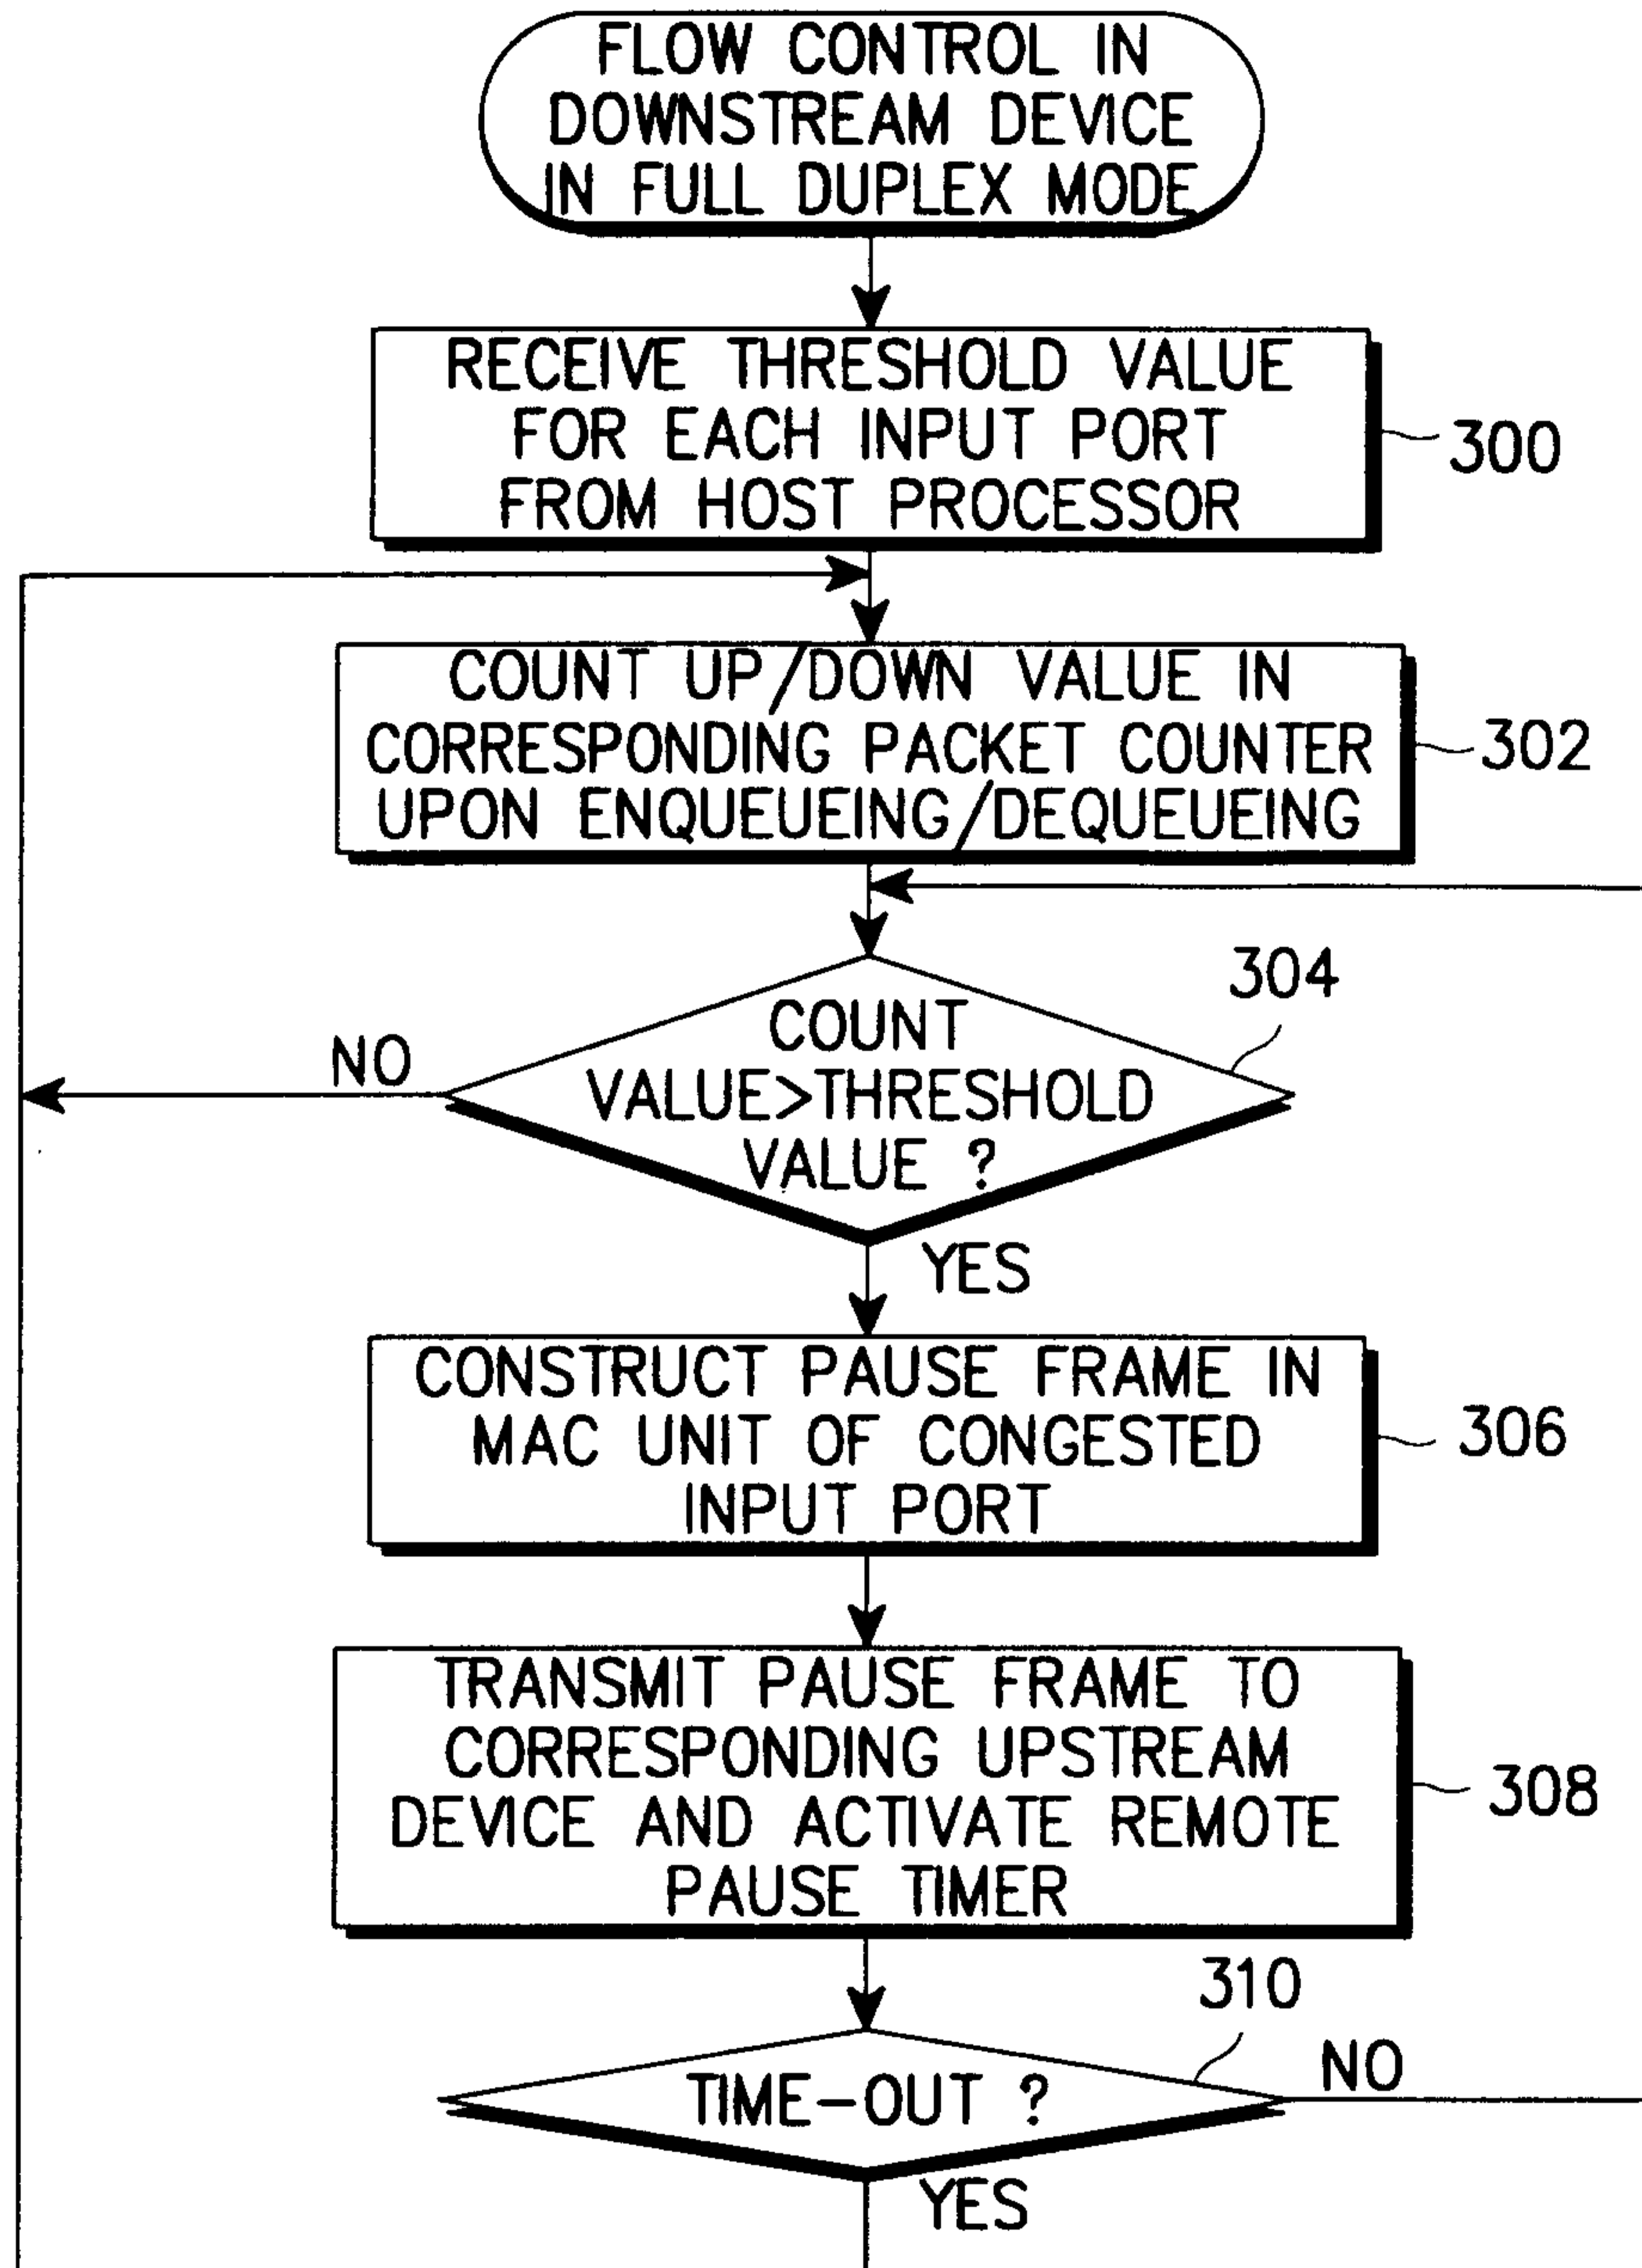 FLOW CONTROL IN
DOWNSTREAM DEVICE
IN FULL DUPLEX MODE
RECEIVE THRESHOLD VALUE
FOR EACH INPUT PORT
FROM HOST PROCESSOR
300
COUNT UP/DOWN VALUE IN
CORRESPONDING PACKET COUNTER
UPON ENQUEUEING/DEQUEUEING
302
304
COUNT
VALUE>THRESHOLD
VALUE ?
NO
YES
CONSTRUCT PAUSE FRAME IN
MAC UNIT OF CONGESTED
INPUT PORT
306
TRANSMIT PAUSE FRAME TO
CORRESPONDING UPSTREAM
DEVICE AND ACTIVATE REMOTE
PAUSE TIMER
308
310
TIME-OUT ?
NO
YES